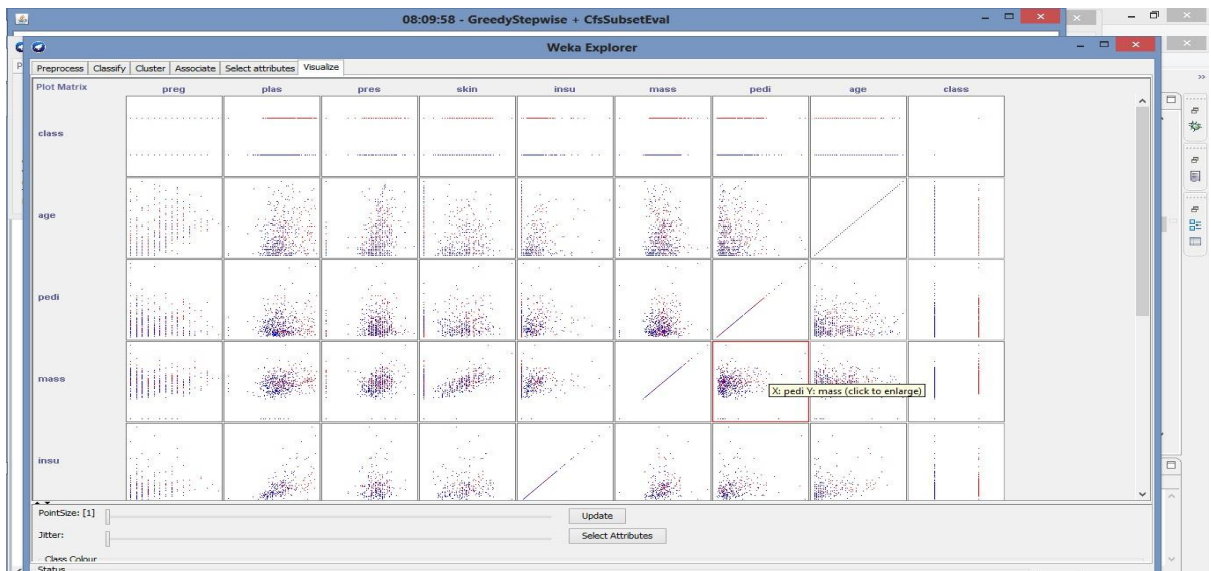 08:09:58 - GreedyStepwise + CfsSubsetEval
Weka Explorer
Preprocess Classify Cluster Associate Select attributes Visualize
Plot Matrix preg plas pres skin insu mass pedi age class
class
age
pedi
mass
X: pedi Y: mass (click to enlarge)
insu
PointSize: [1] Update
Jitter: Select Attributes
Class Colour
Status